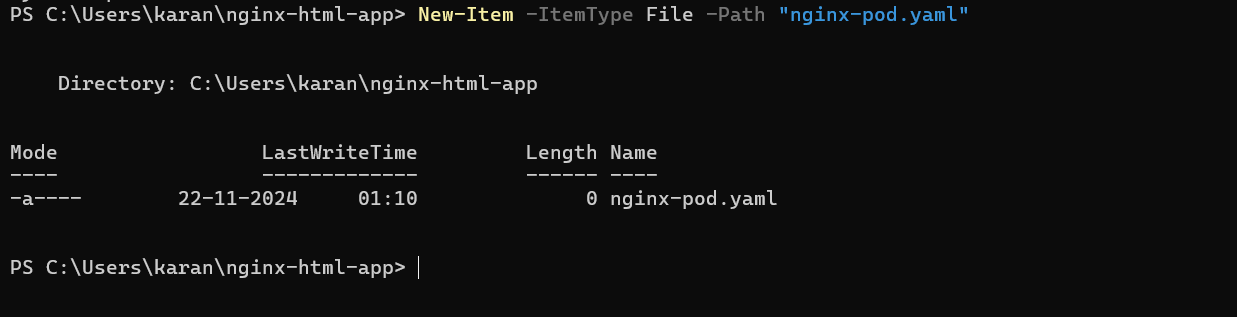 PS C:\Users\karan\nginx-html-app> New-Item -ItemType File -Path "nginx-pod.yaml"
Directory: C:\Users\karan\nginx-html-app
Mode                 LastWriteTime         Length Name
----                 -------------         ------ ----
-a----        22-11-2024     01:10              0 nginx-pod.yaml
PS C:\Users\karan\nginx-html-app>